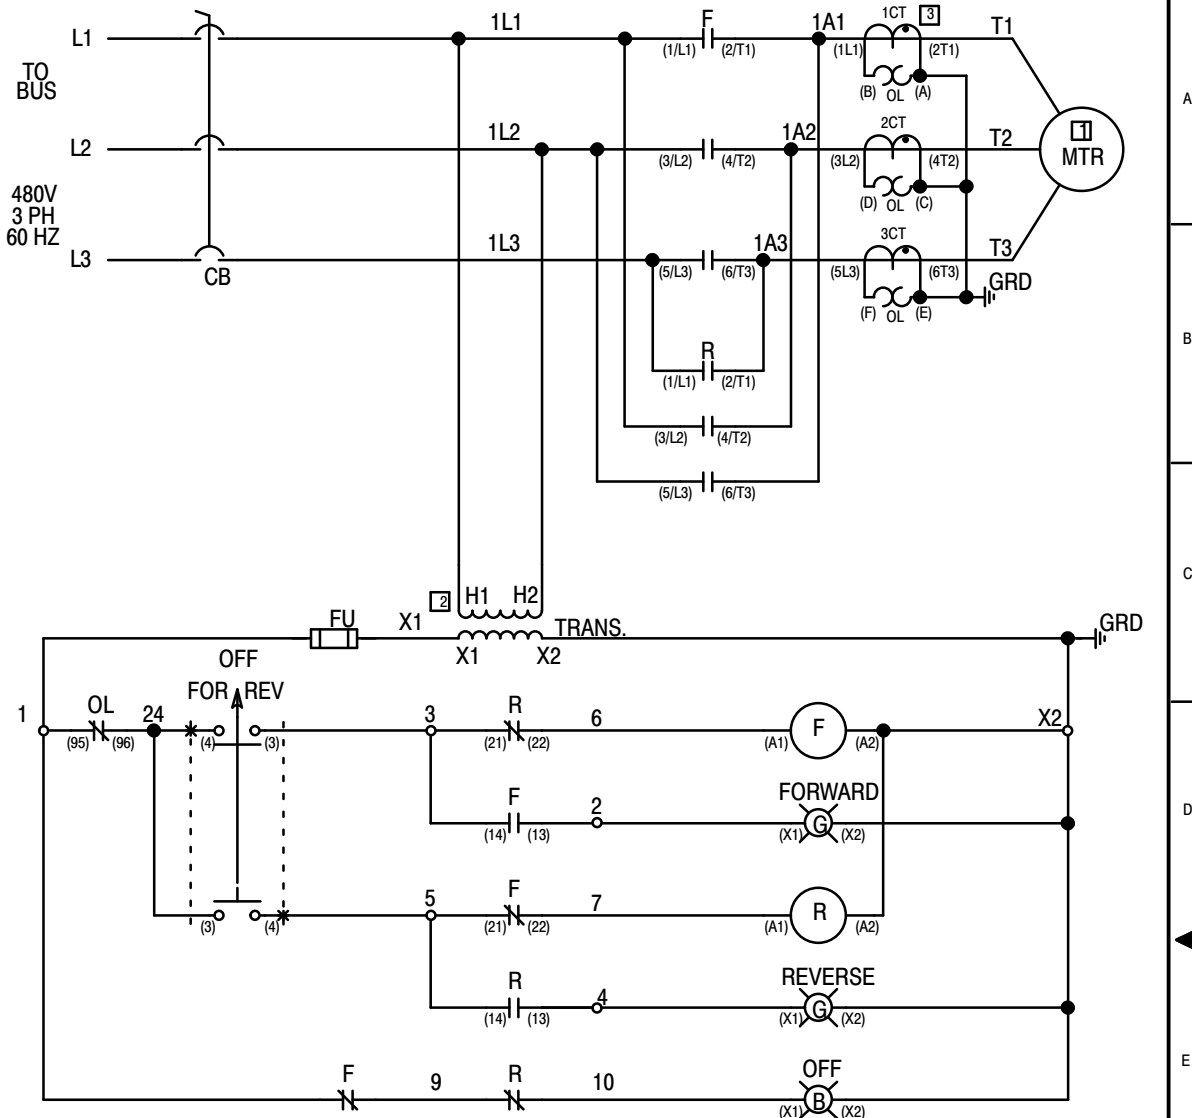 1L1 F 1A1 1CT 3 T1
L1 (1/L1) (2/T1) (1L1) (2T1)
TO
BUS
(B) OL (A)
A
1L2 1A2 2CT T2 1
L2 (3/L2) (4/T2) (3L2) (4T2) MTR
480V
3 PH
60 HZ
(D) OL (C)
1L3 1A3 3CT T3
L3 CB (5/L3) (6/T3) (5L3) (6T3) GRD
(F) OL (E)
R
B
(1/L1) (2/T1)
(3/L2) (4/T2)
(5/L3) (6/T3)
C
2 H1 H2
FU X1 TRANS. GRD
X1 X2
OFF
FOR REV
1 OL 24 3 R 6 F X2
(95) (96) (4) (3) (21) (22) (A1) (A2)
FORWARD
F 2 G
D
(14) (13) (X1) (X2)
5 F 7 R
(3) (4) (21) (22) (A1) (A2)
REVERSE
R 4 G
(14) (13) (X1) (X2)
OFF
E
F 9 R 10 B
(X1) (X2)